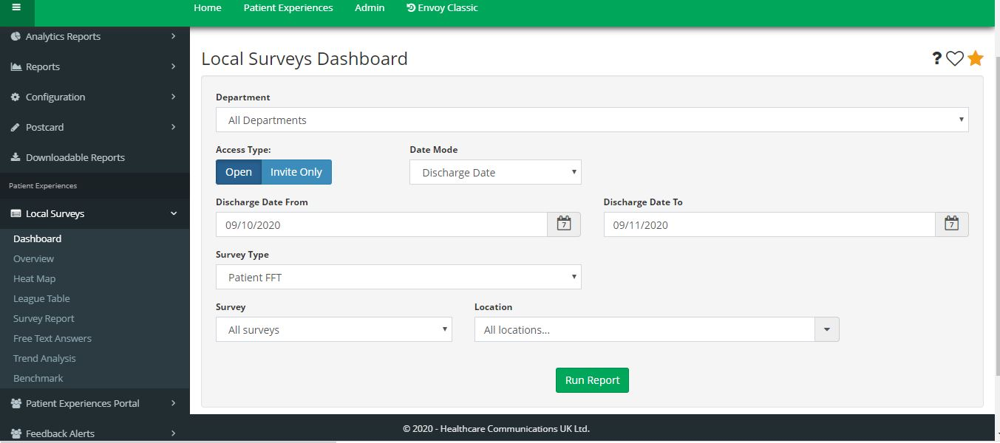 Home Patient Experiences Admin Envoy Classic
Analytics Reports
Reports
Configuration
Postcard
Downloadable Reports
Patient Experiences
Local Surveys
Dashboard
Overview
Heat Map
League Table
Survey Report
Free Text Answers
Trend Analysis
Benchmark
Patient Experiences Portal
Feedback Alerts
Local Surveys Dashboard ?
Department
All Departments
Access Type: Date Mode
Open Invite Only Discharge Date
Discharge Date From Discharge Date To
09/10/2020 7 09/11/2020 7
Survey Type
Patient FFT
Survey Location
All surveys All locations...
Run Report
© 2020 - Healthcare Communications UK Ltd.